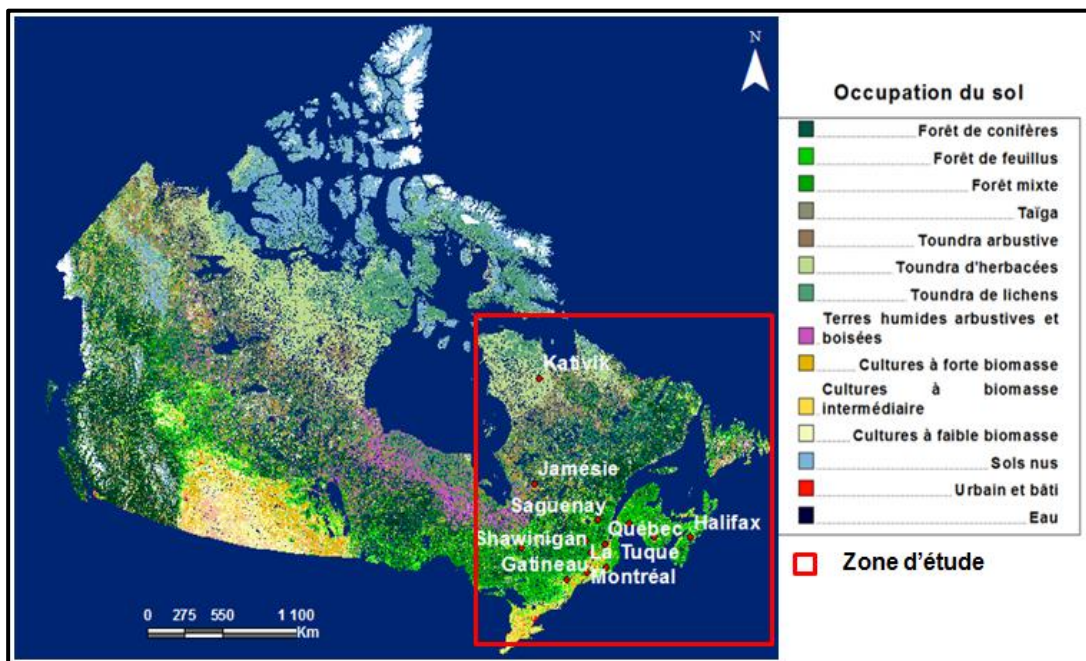 N
Kativik
Jamésie
Saguenay
Québec
Halifax
Shawinigan
La Tuque
Gatineau
Montréal
0 275 550 1 100
Km
Occupation du sol
Forêt de conifères
Forêt de feuillus
Forêt mixte
Taïga
Toundra arbustive
Toundra d'herbacées
Toundra de lichens
Terres humides arbustives et
boisées
Cultures à forte biomasse
Cultures à biomasse
intermédiaire
Cultures à faible biomasse
Sols nus
Urbain et bâti
Eau
Zone d'étude